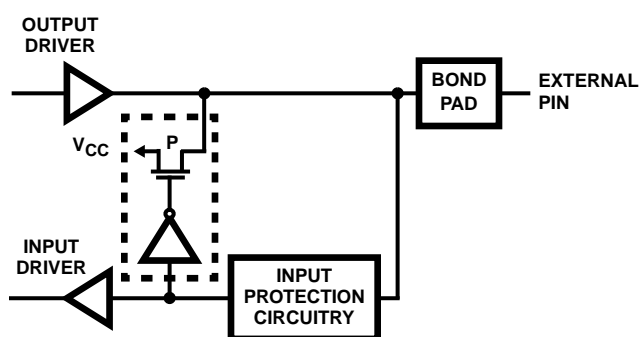 OUTPUT
DRIVER
BOND
PAD
EXTERNAL
PIN
VCC
P
INPUT
DRIVER
INPUT
PROTECTION
CIRCUITRY